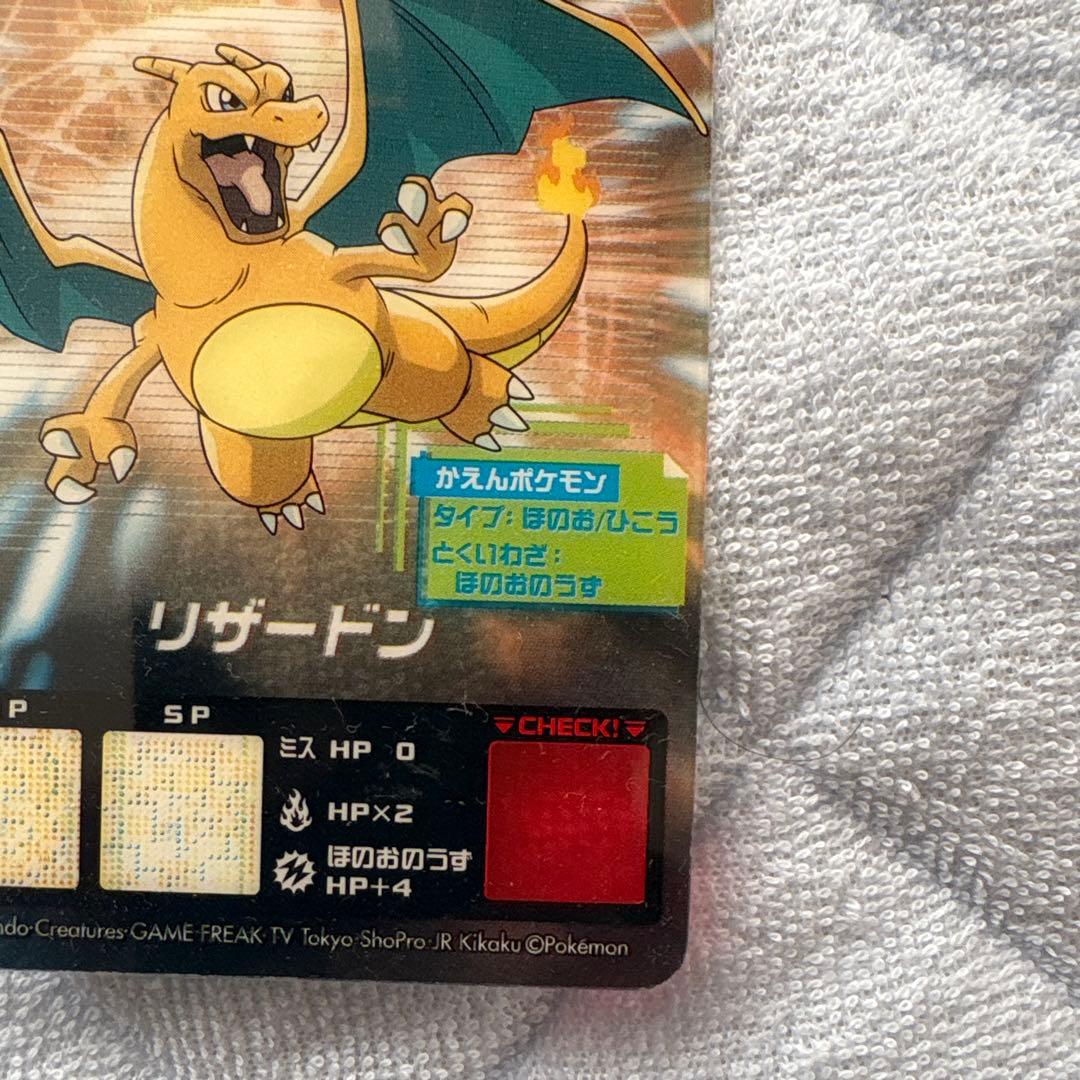 かえんポケモン
タイプ：ほのお/ひこう
とくいわざ：
ほのおのうず
リザードン
P
SP
ミス HP 0
HP×2
ほのおのうず
HP+4
CHECK!
ndo·Creatures·GAME FREAK·TV Tokyo·ShoPro·JR Kikaku ©Pokémon